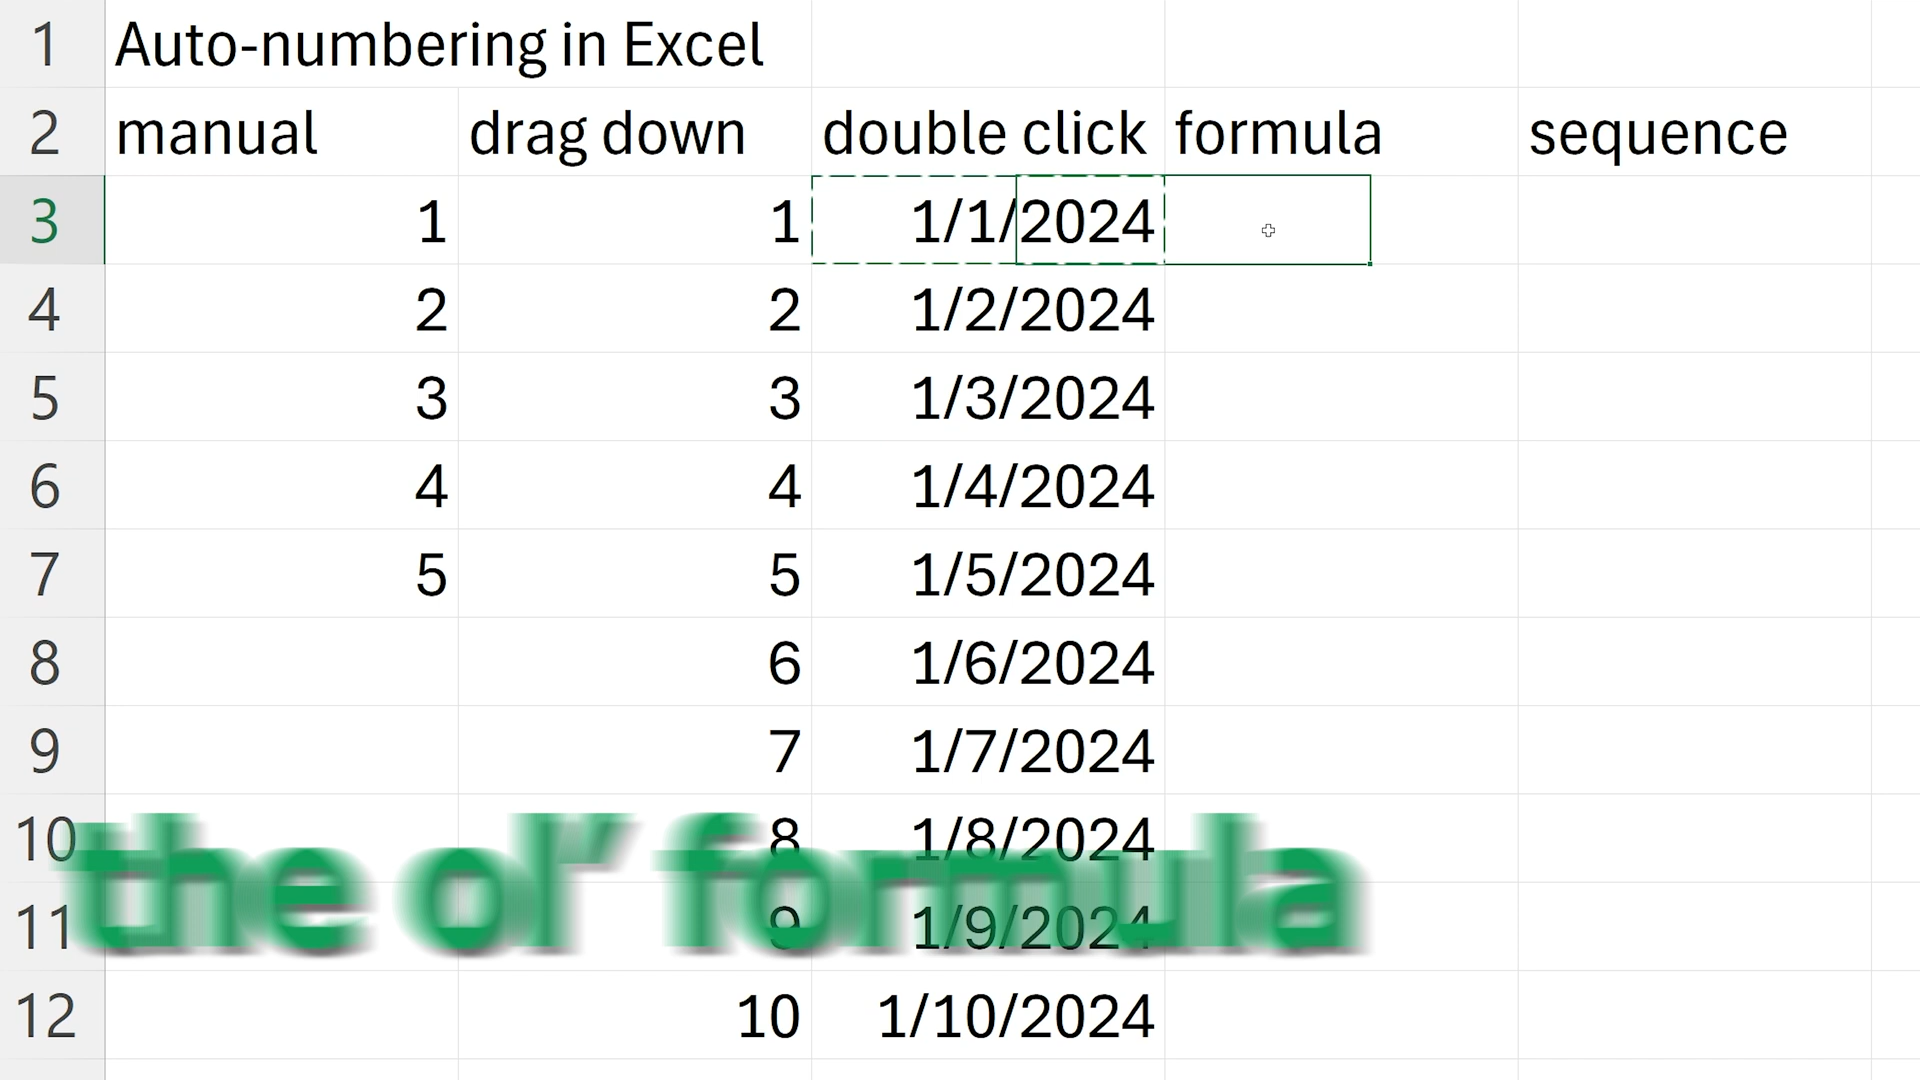 1 Auto-numbering in Excel
2 manual drag down double click formula sequence
3 1 1 1/1/2024
4 2 2 1/2/2024
5 3 3 1/3/2024
6 4 4 1/4/2024
7 5 5 1/5/2024
8 6 1/6/2024
9 7 1/7/2024
10 8 1/8/2024
the ol’ formula
11 9 1/9/2024
12 10 1/10/2024